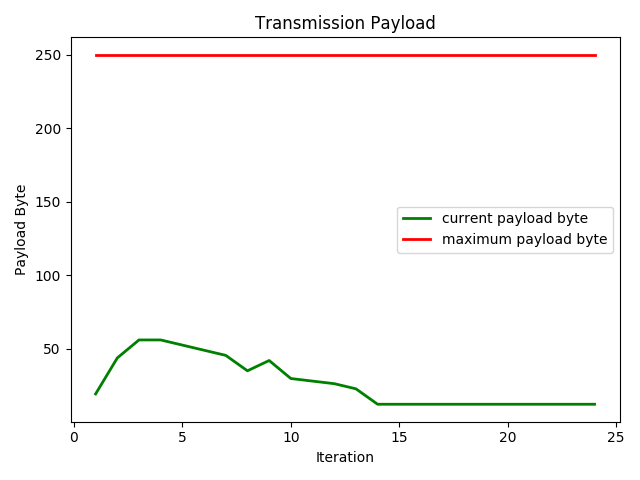 Transmission Payload
250
200
150
100
50
Payload Byte
current payload byte
maximum payload byte
0 5 10 15 20 25
Iteration